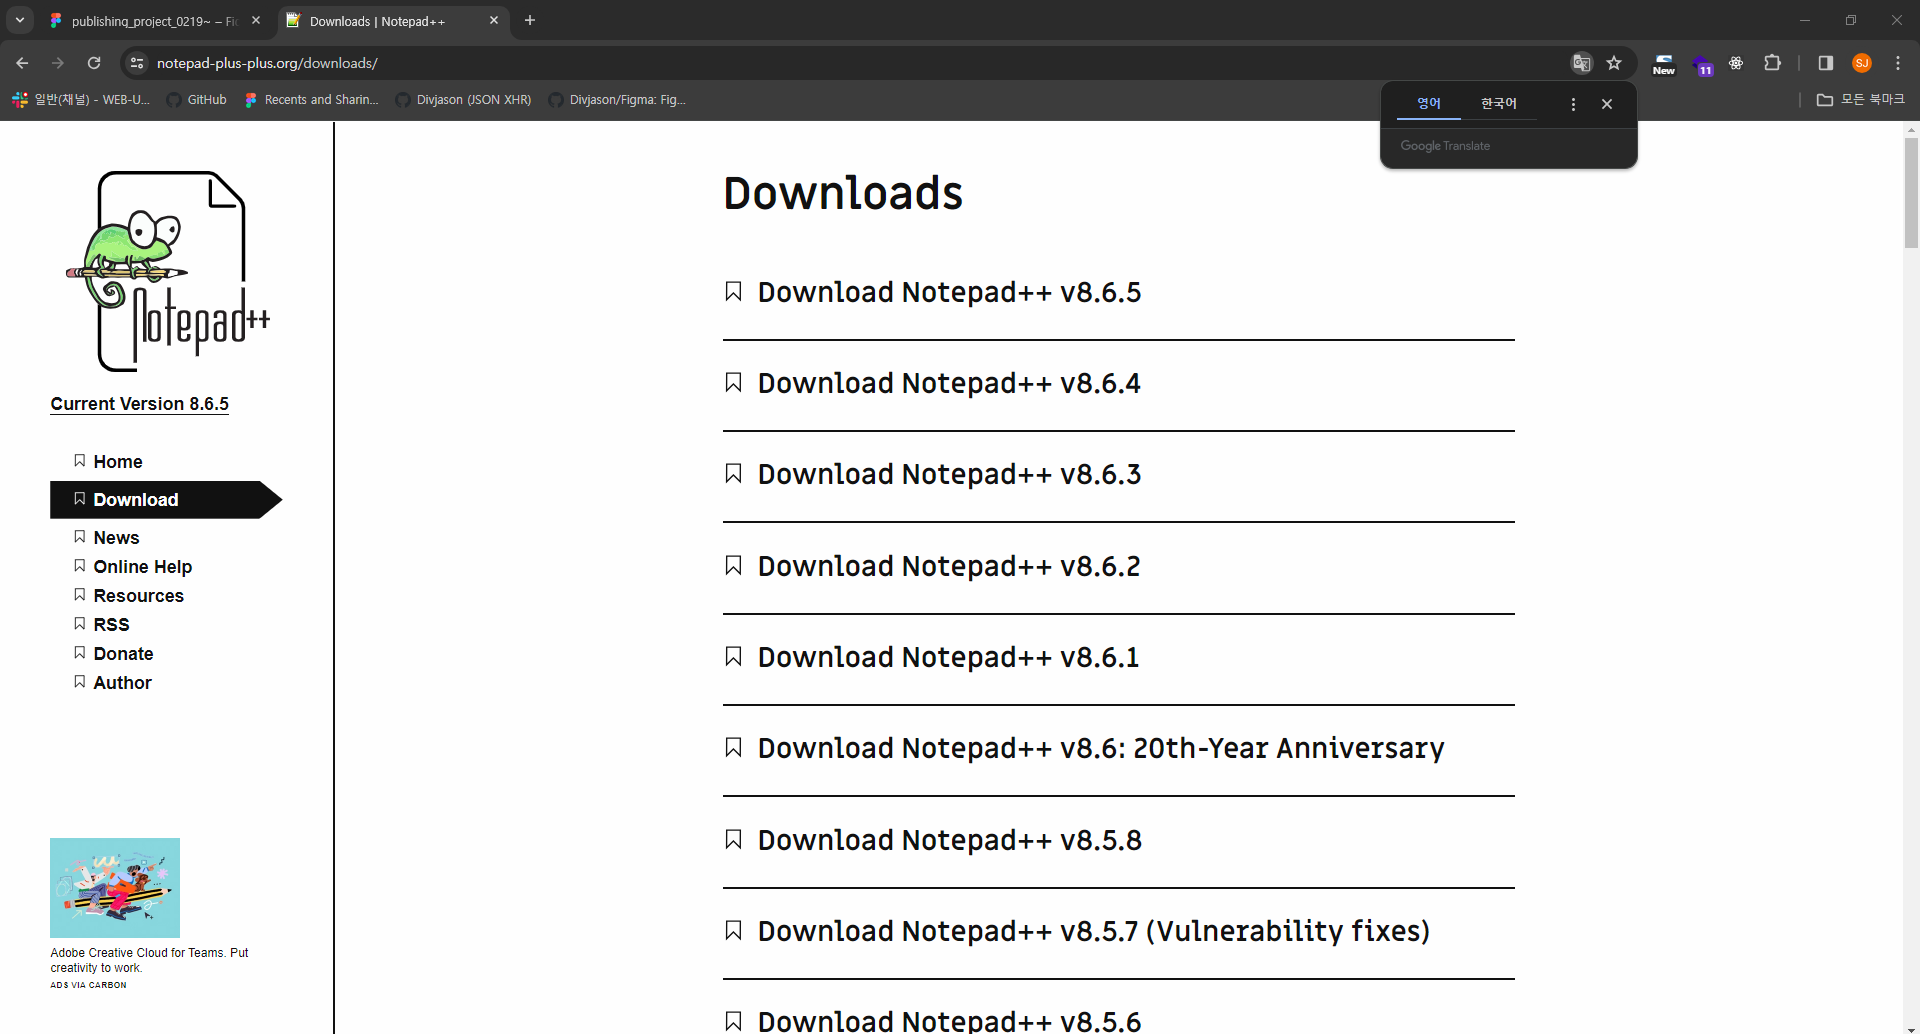 publishing_project_0219~ – Fi
Downloads | Notepad++
notepad-plus-plus.org/downloads/
New
11
SJ
일반(채널) - WEB-U...
GitHub
Recents and Sharin...
Divjason (JSON XHR)
Divjason/Figma: Fig...
모든 북마크
영어
한국어
Google Translate
Notepad++
Current Version 8.6.5
Home
Download
News
Online Help
Resources
RSS
Donate
Author
Adobe Creative Cloud for Teams. Put
creativity to work.
ADS VIA CARBON
Downloads
Download Notepad++ v8.6.5
Download Notepad++ v8.6.4
Download Notepad++ v8.6.3
Download Notepad++ v8.6.2
Download Notepad++ v8.6.1
Download Notepad++ v8.6: 20th-Year Anniversary
Download Notepad++ v8.5.8
Download Notepad++ v8.5.7 (Vulnerability fixes)
Download Notepad++ v8.5.6